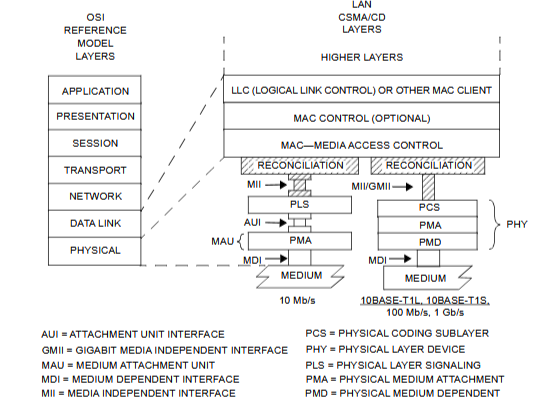 OSI
REFERENCE
MODEL
LAYERS
APPLICATION
PRESENTATION
SESSION
TRANSPORT
NETWORK
DATA LINK
PHYSICAL
LAN
CSMA/CD
LAYERS
HIGHER LAYERS
LLC (LOGICAL LINK CONTROL) OR OTHER MAC CLIENT
MAC CONTROL (OPTIONAL)
MAC—MEDIA ACCESS CONTROL
RECONCILIATION
MII
PLS
AUI
MAU
PMA
MDI
MEDIUM
10 Mb/s
RECONCILIATION
MII/GMII
PCS
PMA
PMD
PHY
MDI
MEDIUM
10BASE-T1L, 10BASE-T1S,
100 Mb/s, 1 Gb/s
AUI = ATTACHMENT UNIT INTERFACE
GMII = GIGABIT MEDIA INDEPENDENT INTERFACE
MAU = MEDIUM ATTACHMENT UNIT
MDI = MEDIUM DEPENDENT INTERFACE
MII = MEDIA INDEPENDENT INTERFACE
PCS = PHYSICAL CODING SUBLAYER
PHY = PHYSICAL LAYER DEVICE
PLS = PHYSICAL LAYER SIGNALING
PMA = PHYSICAL MEDIUM ATTACHMENT
PMD = PHYSICAL MEDIUM DEPENDENT